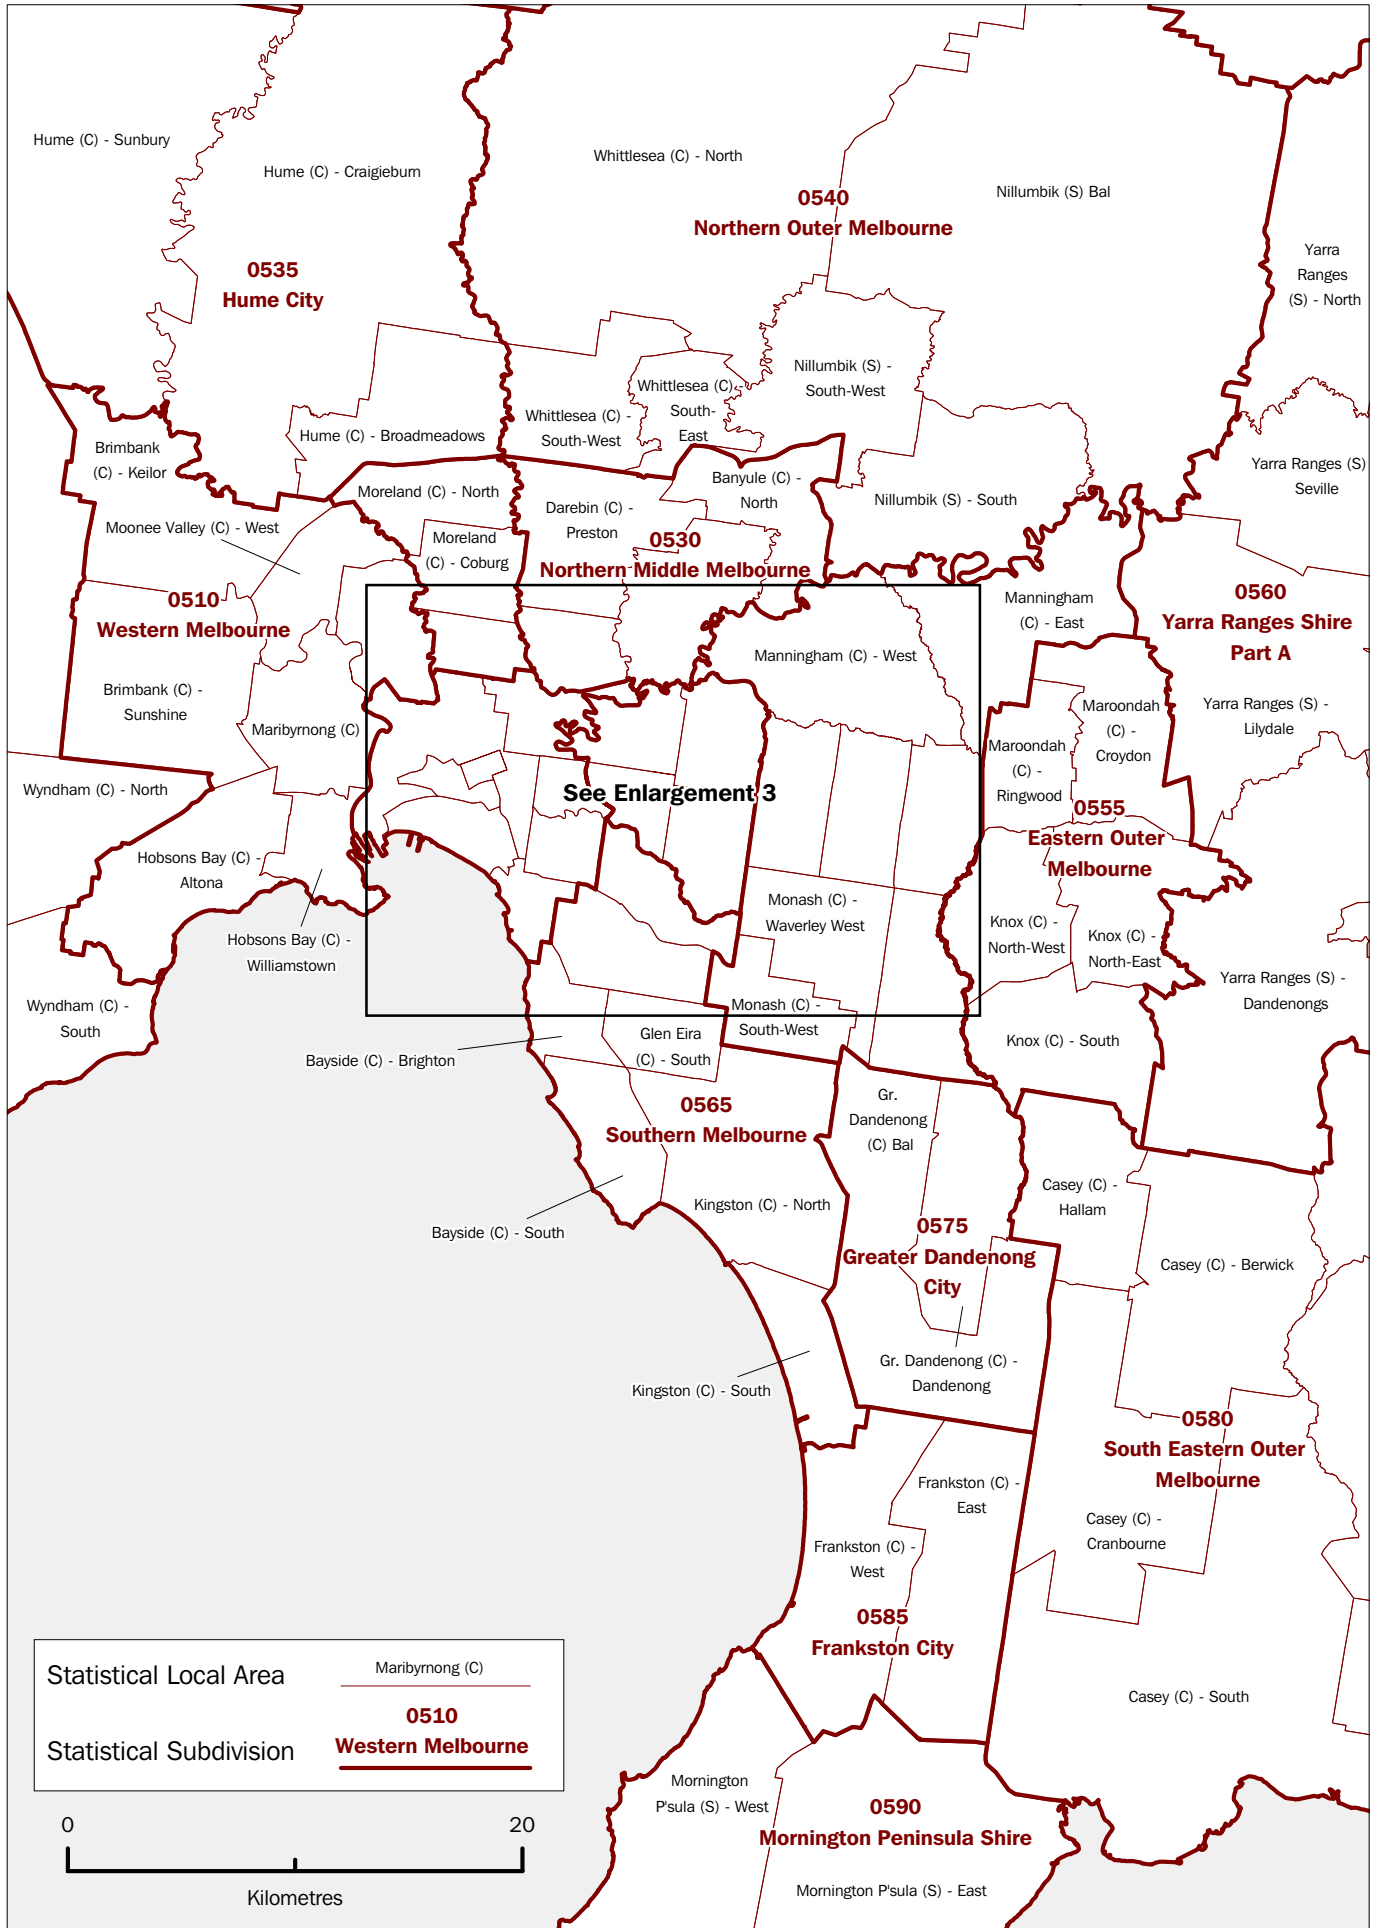 Hume (C) - Sunbury
Hume (C) - Craigieburn
Whittlesea (C) - North
Nillumbik (S) Bal
0540
Northern Outer Melbourne
Yarra
Ranges
(S) - North
0535
Hume City
Nillumbik (S) -
South-West
Whittlesea (C) -
South-
East
Whittlesea (C) -
South-West
Hume (C) - Broadmeadows
Brimbank
(C) - Keilor
Yarra Ranges (S)
Seville
Banyule (C) -
North
Moreland (C) - North
Nillumbik (S) - South
Darebin (C) -
Preston
Moonee Valley (C) - West
Moreland
(C) - Coburg
0530
Northern Middle Melbourne
0510
Western Melbourne
Manningham
(C) - East
0560
Yarra Ranges Shire
Part A
Manningham (C) - West
Brimbank (C) -
Sunshine
Maribyrnong (C)
Maroondah
(C) -
Croydon
Yarra Ranges (S) -
Lilydale
Maroondah
(C) -
Ringwood
Wyndham (C) - North
See Enlargement 3
0555
Eastern Outer
Melbourne
Hobsons Bay (C) -
Altona
Monash (C) -
Waverley West
Knox (C) -
North-West
Knox (C) -
North-East
Hobsons Bay (C) -
Williamstown
Yarra Ranges (S) -
Dandenongs
Wyndham (C) -
South
Monash (C) -
South-West
Glen Eira
(C) - South
Knox (C) - South
Bayside (C) - Brighton
Gr.
Dandenong
(C) Bal
0565
Southern Melbourne
Casey (C) -
Hallam
Kingston (C) - North
Bayside (C) - South
0575
Greater Dandenong
City
Casey (C) - Berwick
Gr. Dandenong (C) -
Dandenong
Kingston (C) - South
0580
South Eastern Outer
Melbourne
Frankston (C) -
East
Casey (C) -
Cranbourne
Frankston (C) -
West
0585
Frankston City
Statistical Local Area
Maribyrnong (C)
Casey (C) - South
0510
Western Melbourne
Statistical Subdivision
Mornington
P'sula (S) - West
0590
Mornington Peninsula Shire
0
20
Kilometres
Mornington P'sula (S) - East